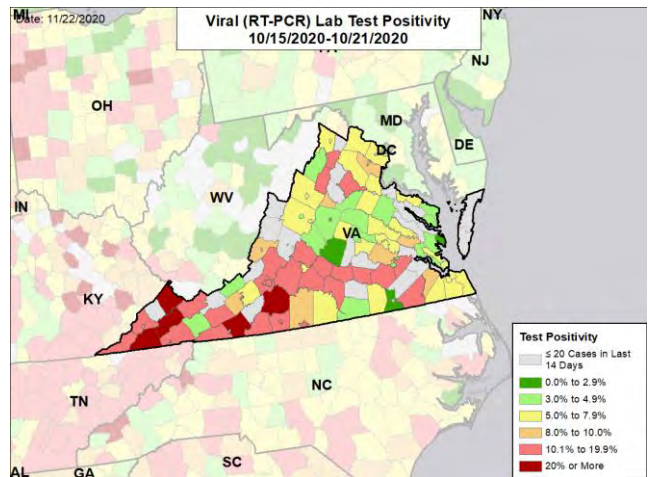 Date: 11/22/2020
Viral (RT-PCR) Lab Test Positivity
10/15/2020-10/21/2020
MI
NY
PA
NJ
OH
MD
DE
DC
IN
WV
VA
KY
TN
NC
SC
AL
GA
Test Positivity
≤ 20 Cases in Last
14 Days
0.0% to 2.9%
3.0% to 4.9%
5.0% to 7.9%
8.0% to 10.0%
10.1% to 19.9%
20% or More